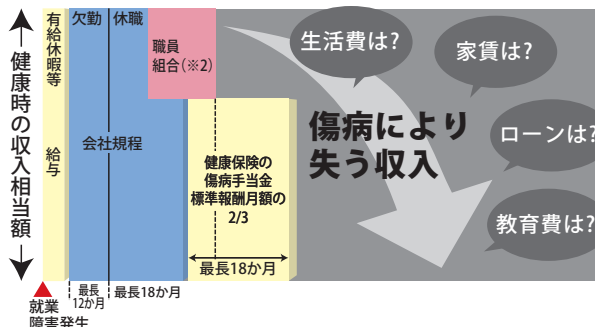 健康時の収入相当額
有給休暇等
給与
欠勤
休職
会社規程
職員
組合(※2)
健康保険の
傷病手当金
標準報酬月額の
2/3
最長18か月
傷病により
失う収入
生活費は?
家賃は?
ローンは?
教育費は?
就業
障害発生
最長
12か月
最長18か月